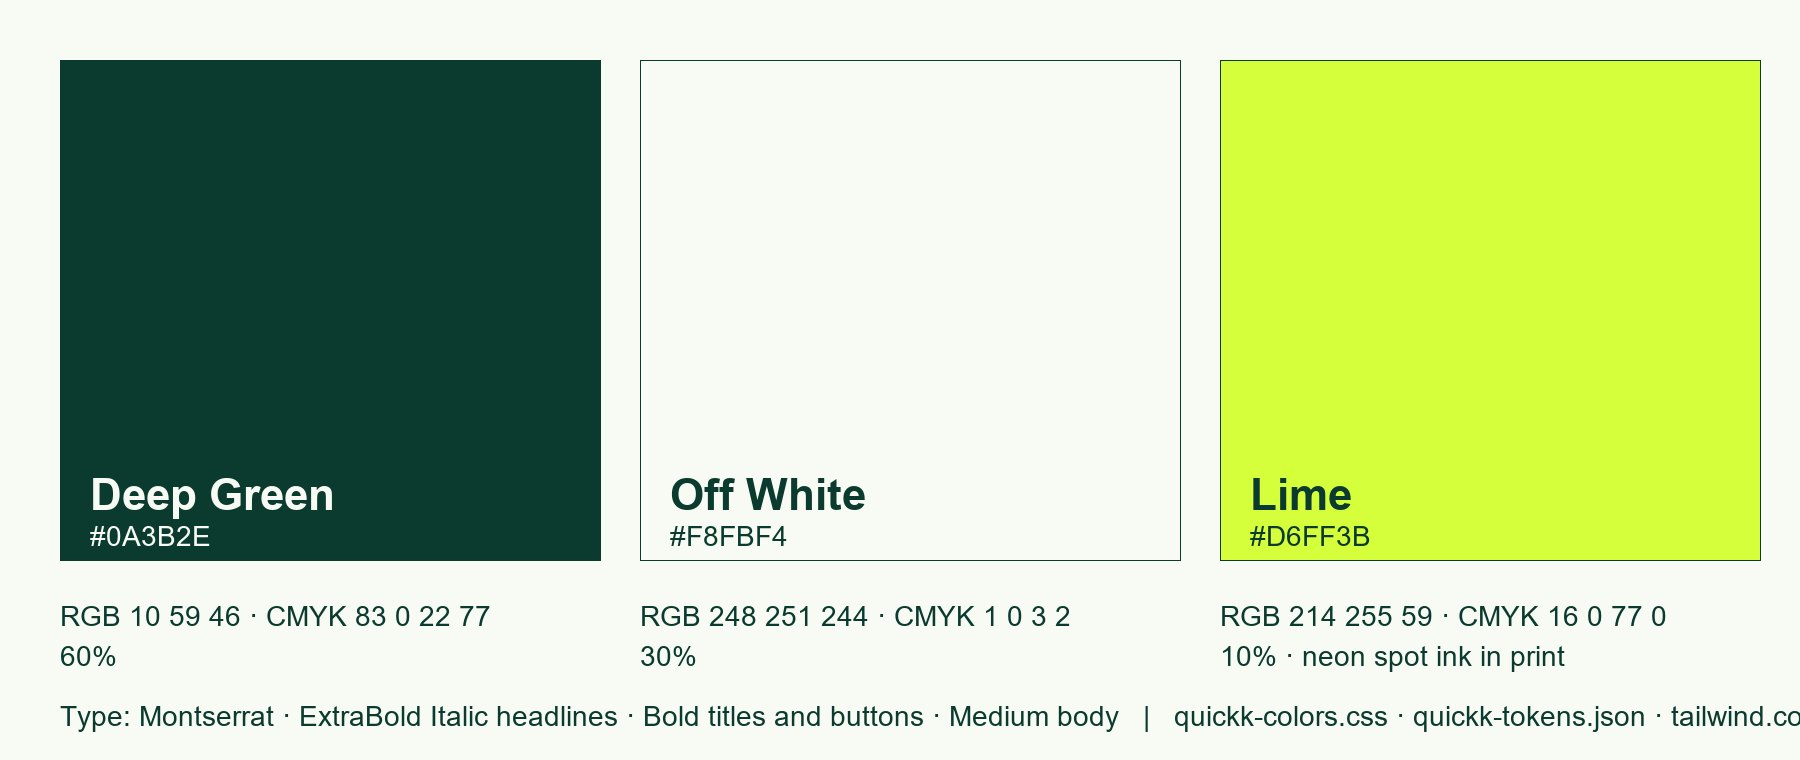 Deep Green
#0A3B2E
RGB 10 59 46 · CMYK 83 0 22 77
60%
Off White
#F8FBF4
RGB 248 251 244 · CMYK 1 0 3 2
30%
Lime
#D6FF3B
RGB 214 255 59 · CMYK 16 0 77 0
10% · neon spot ink in print
Type: Montserrat · ExtraBold Italic headlines · Bold titles and buttons · Medium body | quickk-colors.css · quickk-tokens.json · tailwind.co